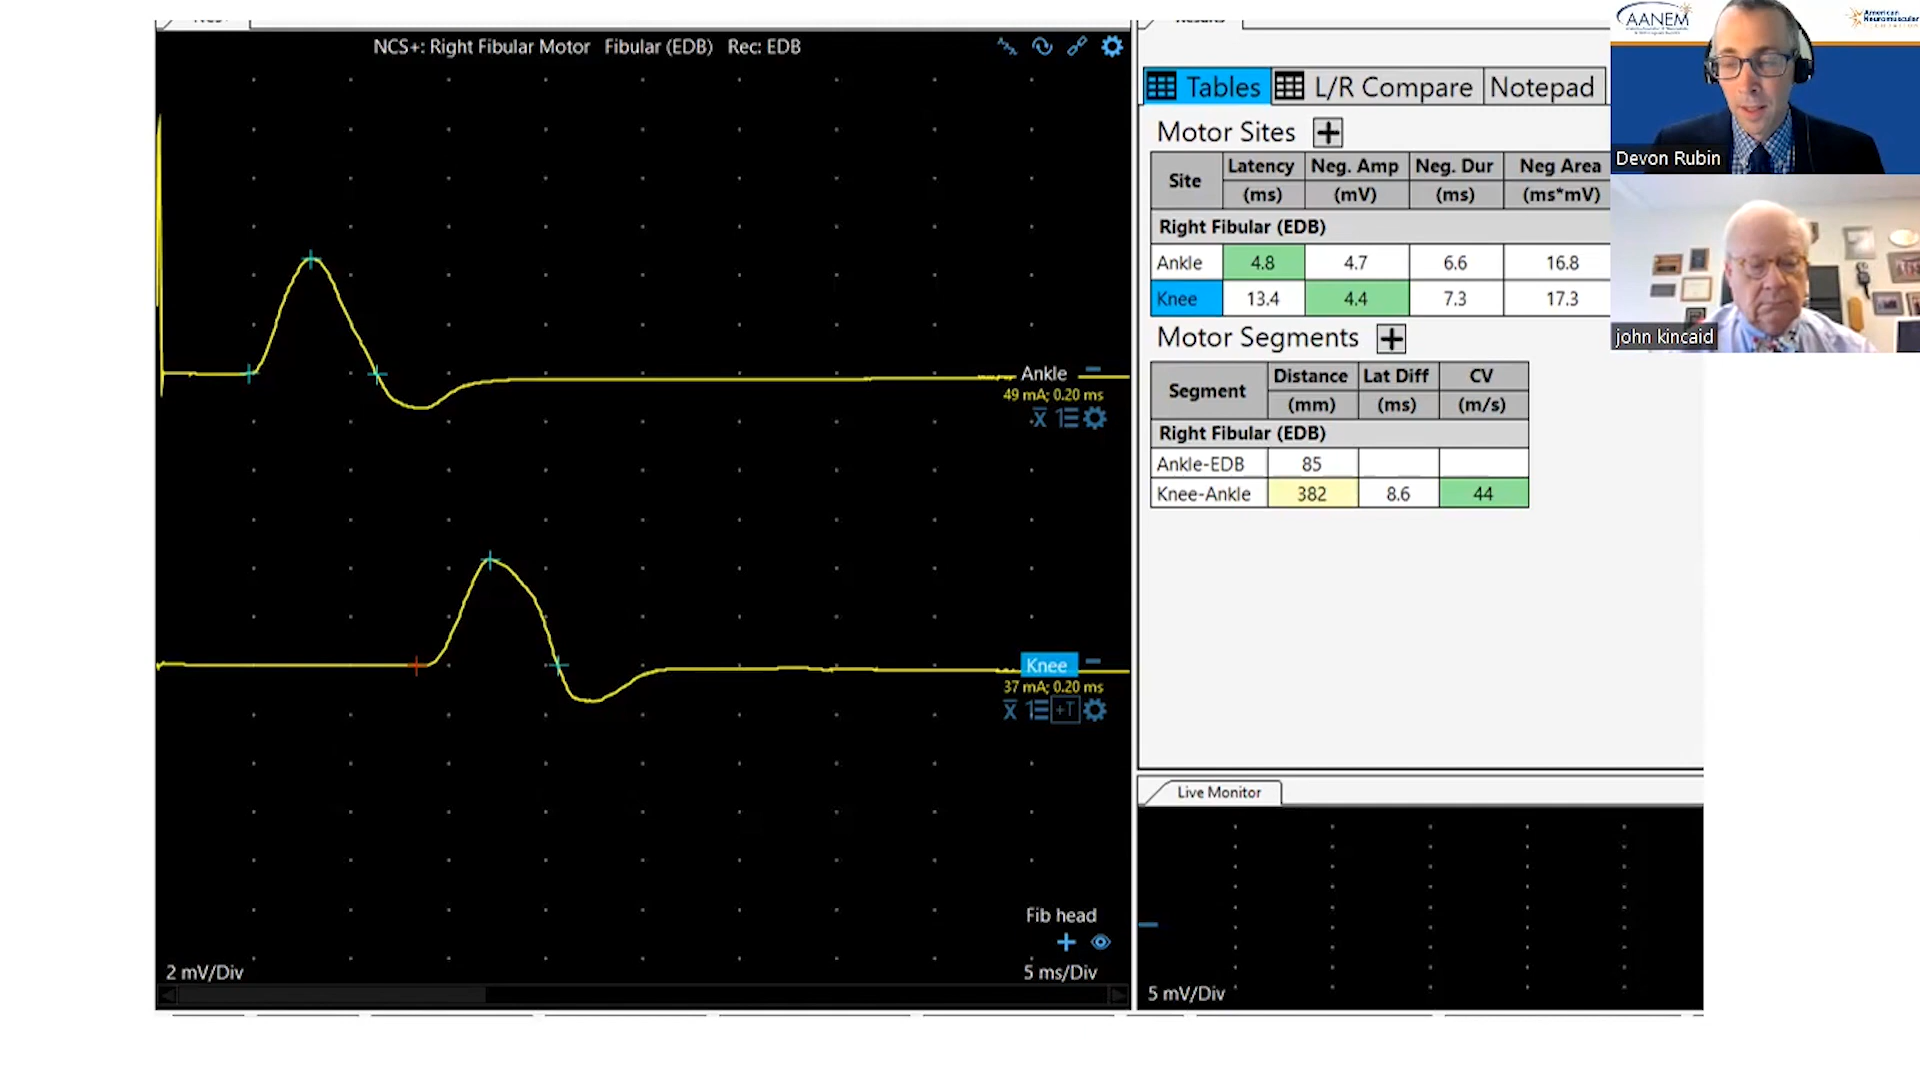 NCS+: Right Fibular Motor Fibular (EDB) Rec: EDB
Ankle
49 mA; 0.20 ms
Knee
37 mA; 0.20 ms
+T
Fib head
2 mV/Div
5 ms/Div
Tables
L/R Compare
Notepad
Motor Sites
Site Latency (ms) Neg. Amp (mV) Neg. Dur (ms) Neg Area (ms*mV)
Right Fibular (EDB)
Ankle 4.8 4.7 6.6 16.8
Knee 13.4 4.4 7.3 17.3
Motor Segments
Segment Distance (mm) Lat Diff (ms) CV (m/s)
Right Fibular (EDB)
Ankle-EDB 85
Knee-Ankle 382 8.6 44
Live Monitor
5 mV/Div
AANEM
American
Neuromuscular
Devon Rubin
john kincaid